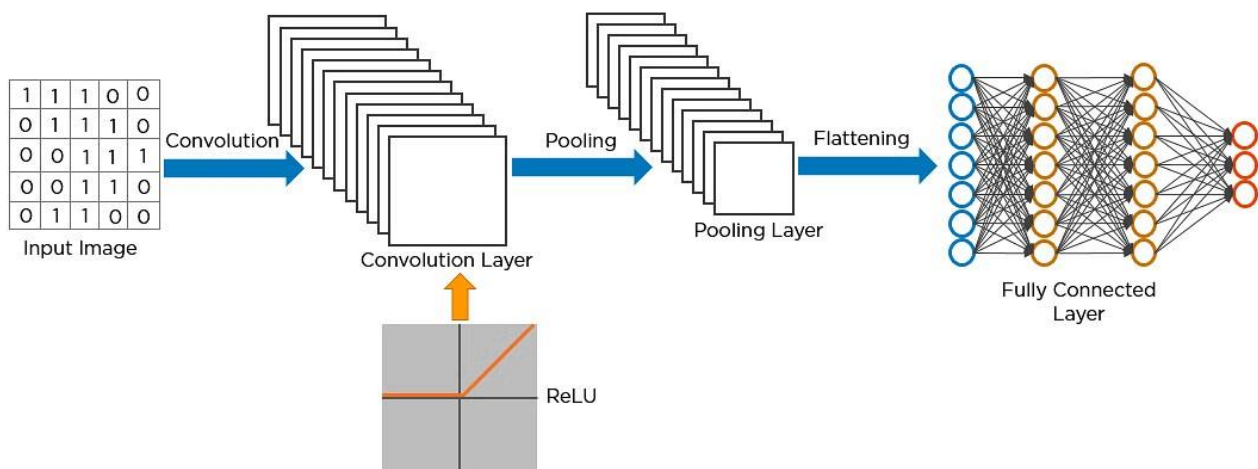 1 1 1 0 0
0 1 1 1 0
0 0 1 1 1
0 0 1 1 0
0 1 1 0 0
Input Image
Convolution
Convolution Layer
ReLU
Pooling
Pooling Layer
Flattening
Fully Connected
Layer